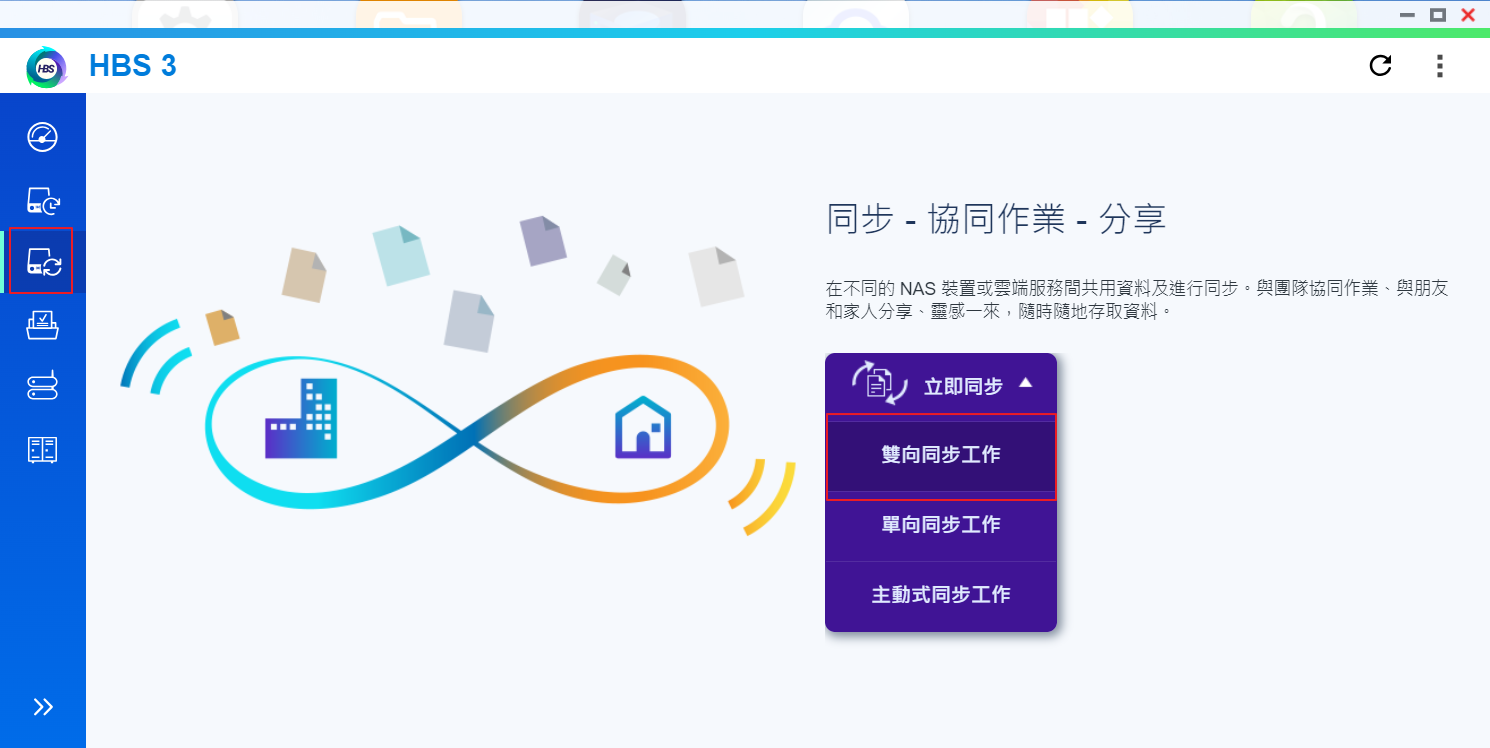 HBS
HBS 3
同步 - 協同作業 - 分享
在不同的 NAS 裝置或雲端服務間共用資料及進行同步。與團隊協同作業、與朋友
和家人分享、靈感一來，隨時隨地存取資料。
立即同步
雙向同步工作
單向同步工作
主動式同步工作